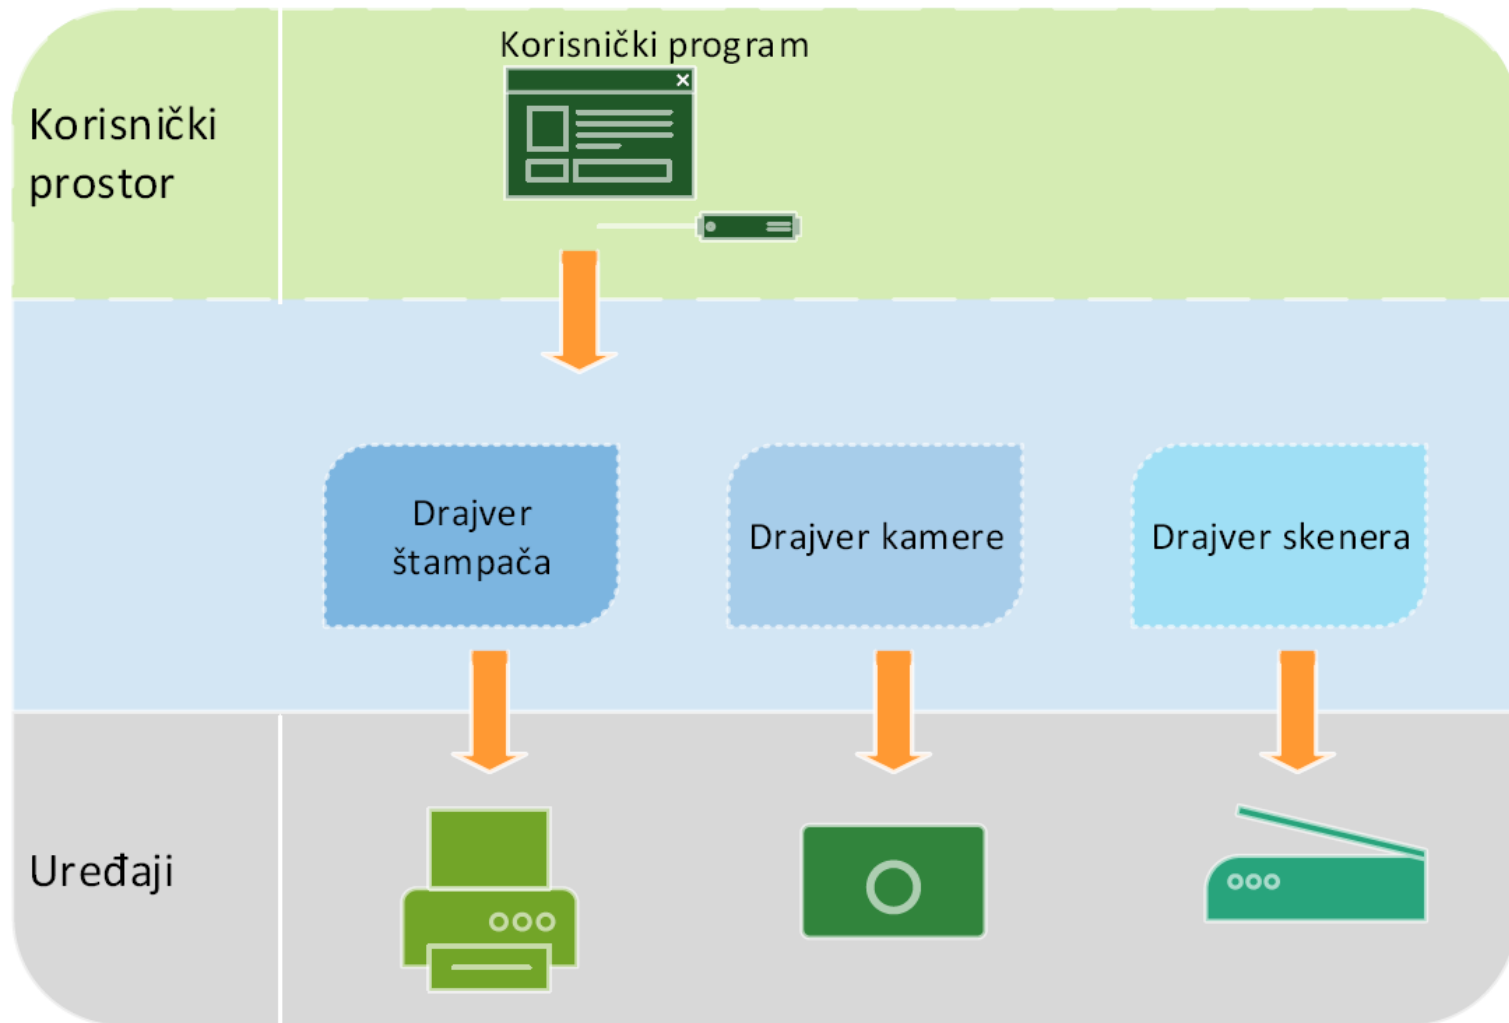 Korisnički program
Korisnički
prostor
Drajver
štampača
Drajver kamere
Drajver skenera
Uređaji